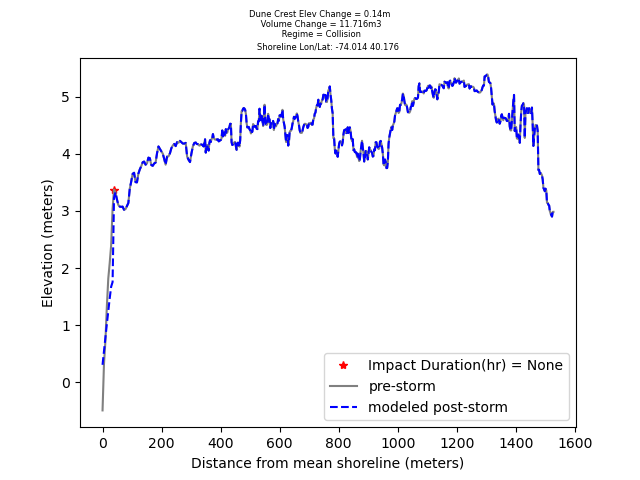 Dune Crest Elev Change = 0.14m
Volume Change = 11.716m3
Regime = Collision
Shoreline Lon/Lat: -74.014 40.176
Elevation (meters)
5
4
3
2
1
0
Impact Duration(hr) = None
pre-storm
modeled post-storm
0 200 400 600 800 1000 1200 1400 1600
Distance from mean shoreline (meters)